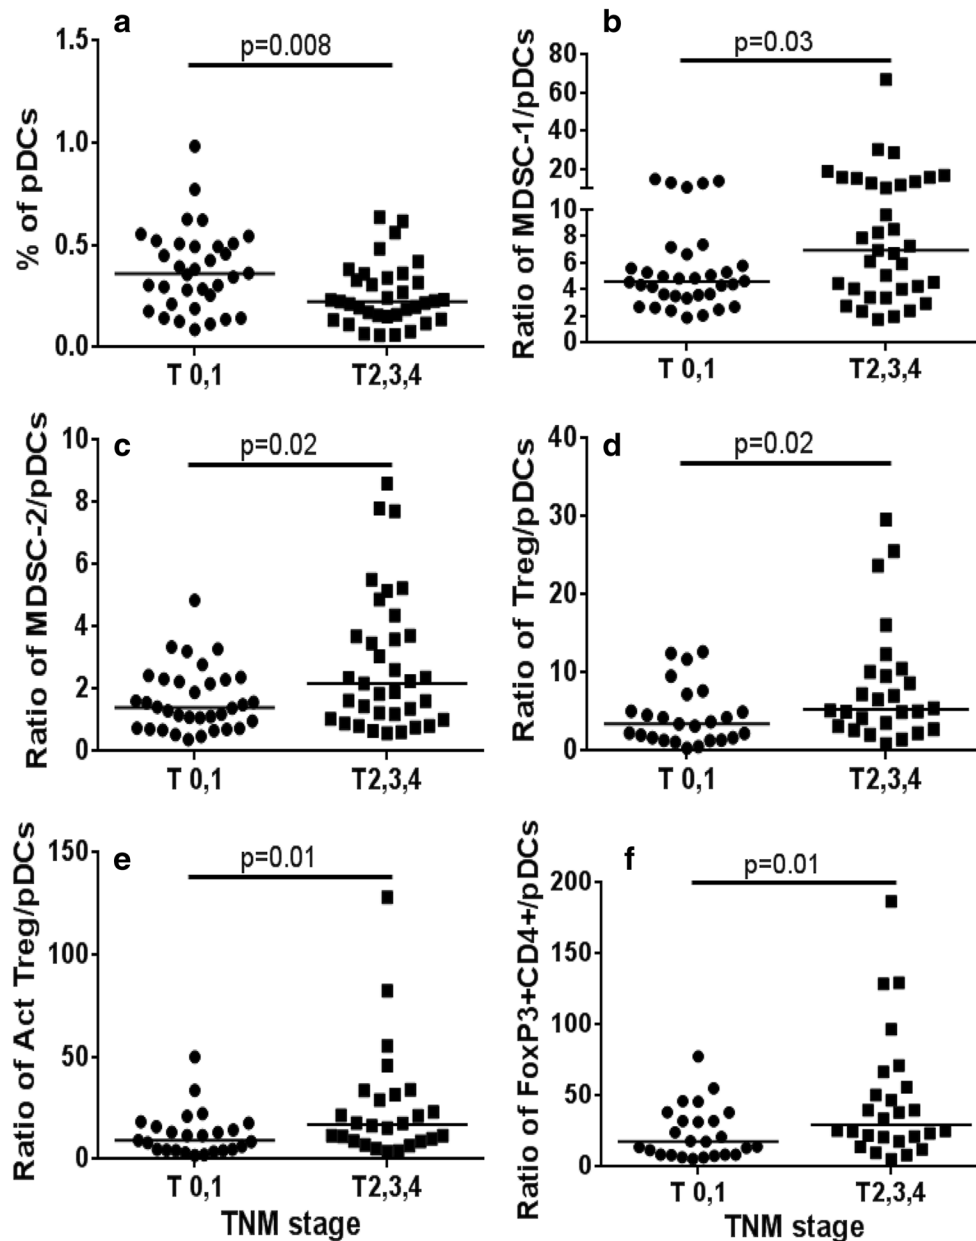 a
p=0.008
% of pDCs
1.5
1.0
0.5
0.0
T 0,1
T2,3,4
b
p=0.03
Ratio of MDSC-1/pDCs
80
60
40
20
10
8
6
4
2
0
T 0,1
T2,3,4
c
p=0.02
Ratio of MDSC-2/pDCs
10
8
6
4
2
0
T 0,1
T2,3,4
d
p=0.02
Ratio of Treg/pDCs
40
30
20
10
0
T 0,1
T2,3,4
e
p=0.01
Ratio of Act Treg/pDCs
150
100
50
0
T 0,1
T2,3,4
TNM stage
f
p=0.01
Ratio of FoxP3+CD4+/pDCs
200
150
100
50
0
T 0,1
T2,3,4
TNM stage